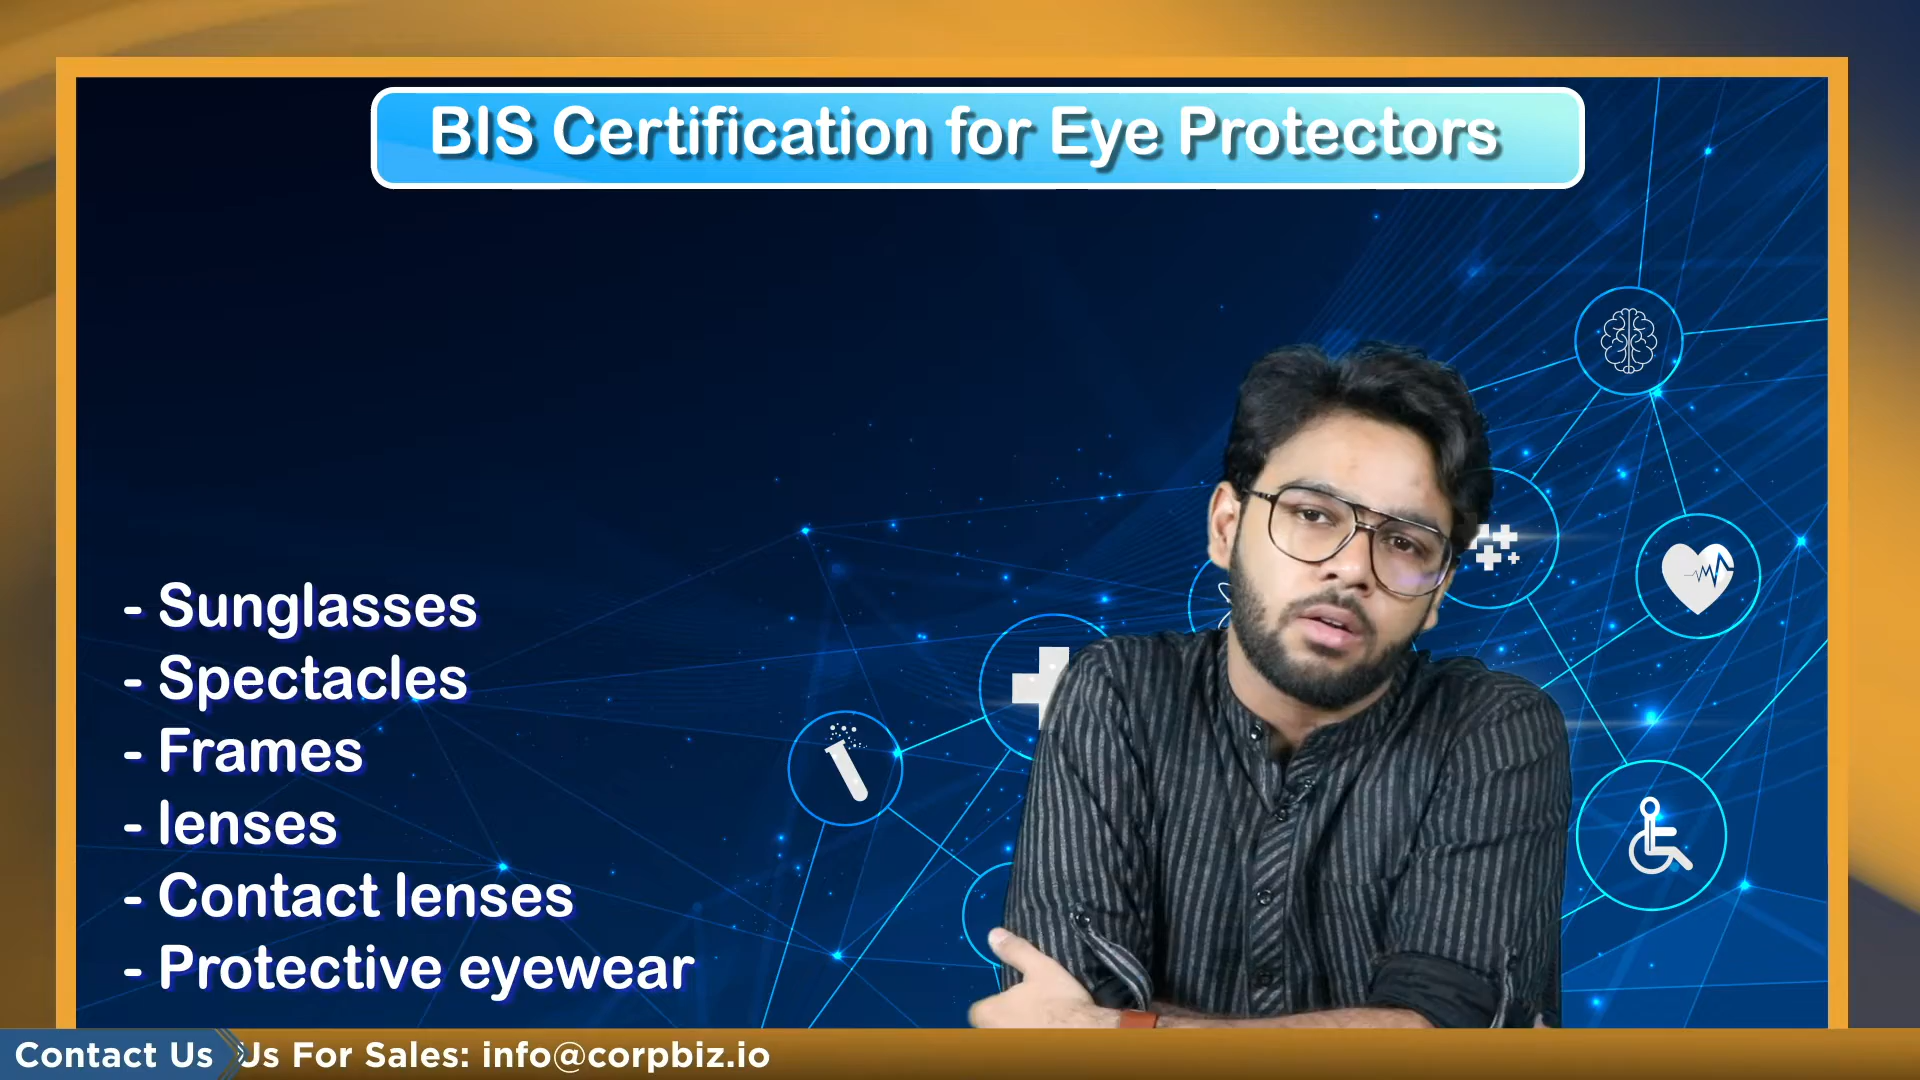 BIS Certification for Eye Protectors
- Sunglasses
- Spectacles
- Frames
- lenses
- Contact lenses
- Protective eyewear
Contact Us
Us For Sales: info@corpbiz.io